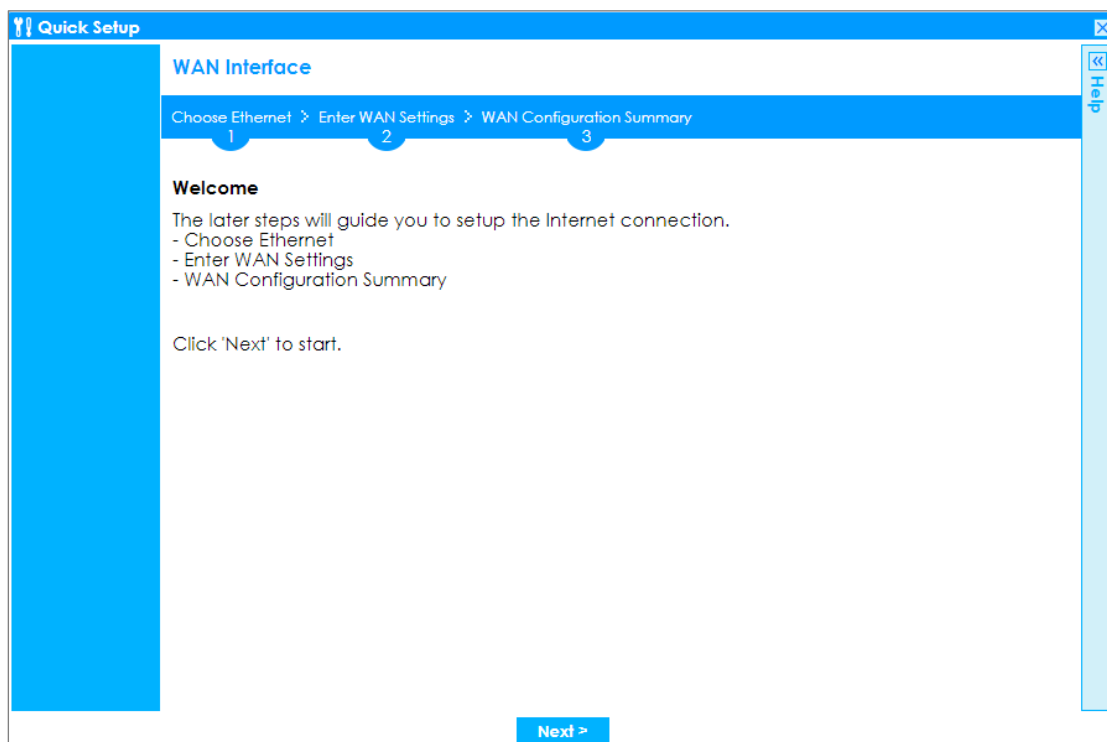 Quick Setup
WAN Interface
Help
Choose Ethernet > Enter WAN Settings > WAN Configuration Summary
1 2 3
Welcome
The later steps will guide you to setup the Internet connection.
- Choose Ethernet
- Enter WAN Settings
- WAN Configuration Summary
Click 'Next' to start.
Next >